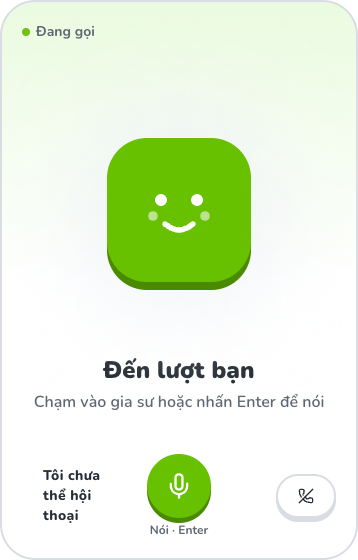 Đang gọi
Đến lượt bạn
Chạm vào gia sư hoặc nhấn Enter để nói
Tôi chưa
thể hội
thoại
Nói · Enter